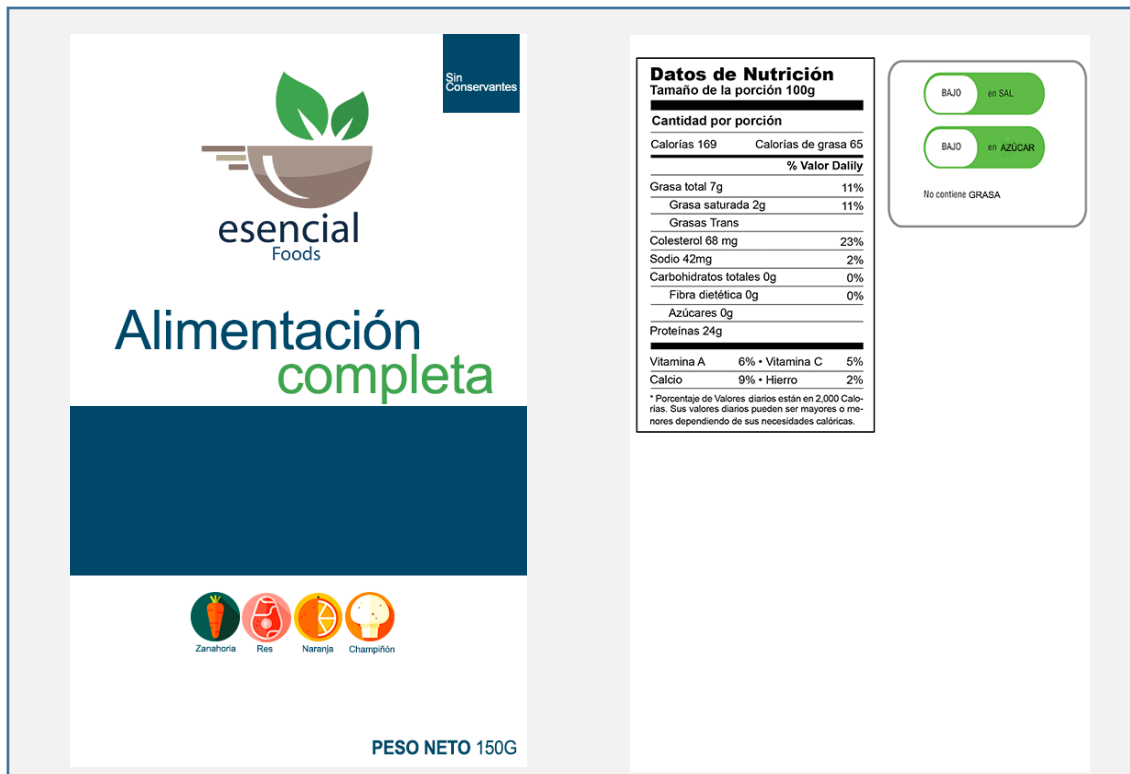 Sin
Conservantes
esencial
Foods
Alimentación
completa
Zanahoria Res Naranja Champiñón
PESO NETO 150G
Datos de Nutrición
Tamaño de la porción 100g
Cantidad por porción
Calorías 169 Calorías de grasa 65
% Valor Dalily
Grasa total 7g 11%
Grasa saturada 2g 11%
Grasas Trans
Colesterol 68 mg 23%
Sodio 42mg 2%
Carbohidratos totales 0g 0%
Fibra dietética 0g 0%
Azúcares 0g
Proteínas 24g
Vitamina A 6% • Vitamina C 5%
Calcio 9% • Hierro 2%
* Porcentaje de Valores diarios están en 2,000 Calo-
rías. Sus valores diarios pueden ser mayores o me-
nores dependiendo de sus necesidades calóricas.
BAJO en SAL
BAJO en AZÚCAR
No contiene GRASA